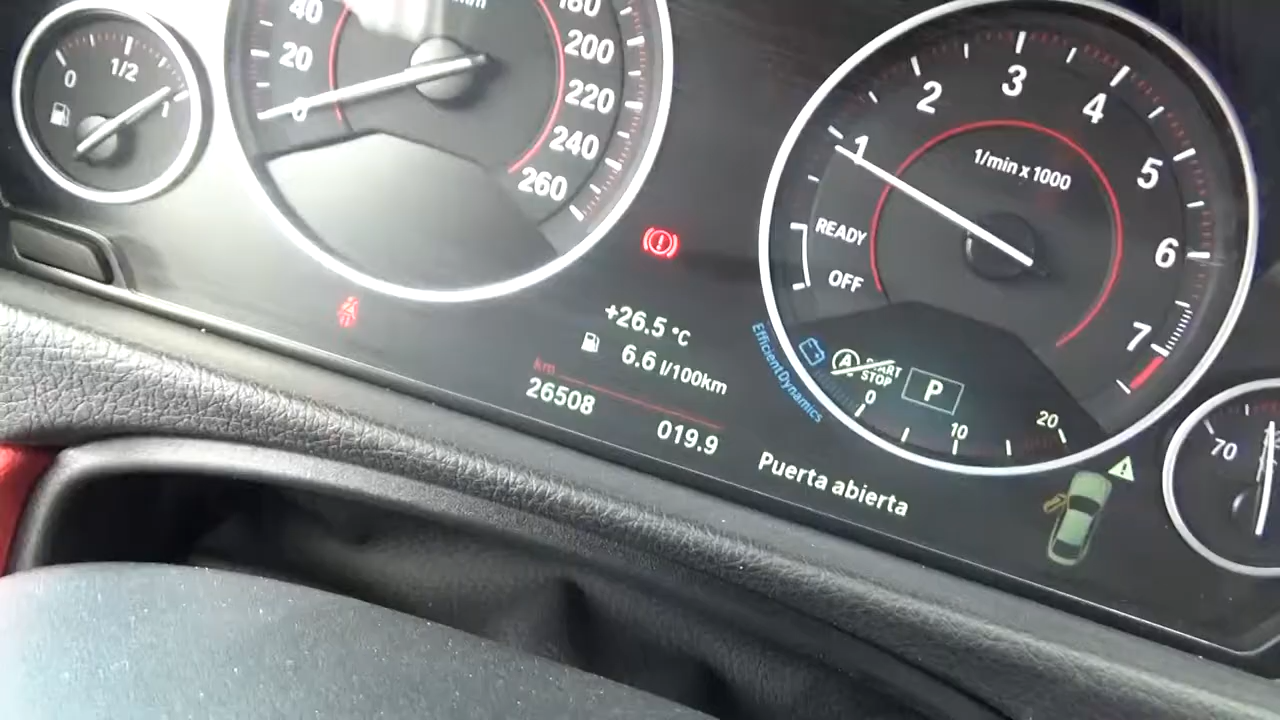 0
1/2
1
40
20
0
180
200
220
240
260
1
2
3
4
5
6
7
1/min x 1000
READY
OFF
+26.5 °C
6.6 l/100km
km
26508
019.9
EfficientDynamics
A
START
STOP
P
0
10
20
Puerta abierta
70